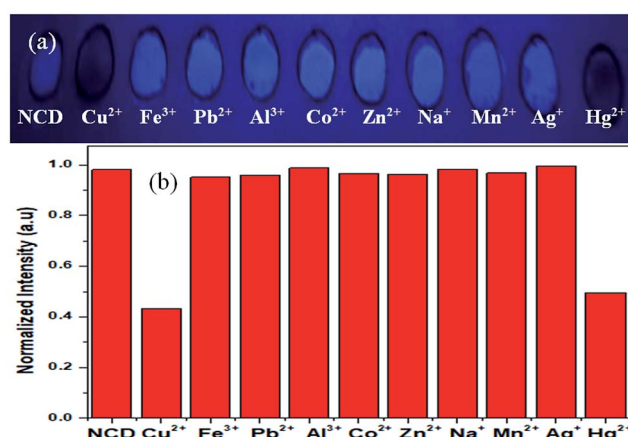 (a)
NCD Cu²⁺ Fe³⁺ Pb²⁺ Al³⁺ Co²⁺ Zn²⁺ Na⁺ Mn²⁺ Ag⁺ Hg²⁺
(b)
Normalized Intensity (a.u)
1.0
0.8
0.6
0.4
0.2
0.0
NCD Cu²⁺ Fe³⁺ Pb²⁺ Al³⁺ Co²⁺ Zn²⁺ Na⁺ Mn²⁺ Ag⁺ Hg²⁺